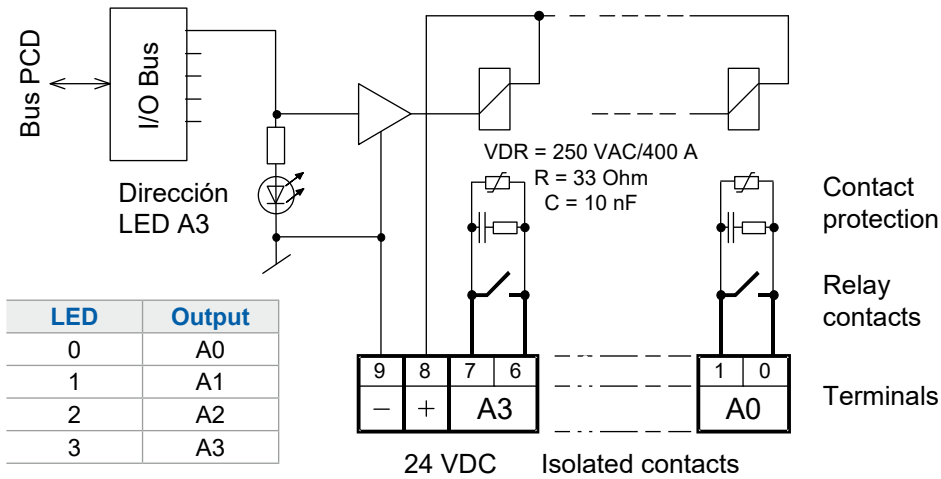 Bus PCD
I/O Bus
Dirección
LED A3
VDR = 250 VAC/400 A
R = 33 Ohm
C = 10 nF
Contact
protection
Relay
contacts
LED Output
0 A0
1 A1
2 A2
3 A3
9 8 7 6 1 0
− + A3 A0
Terminals
24 VDC Isolated contacts